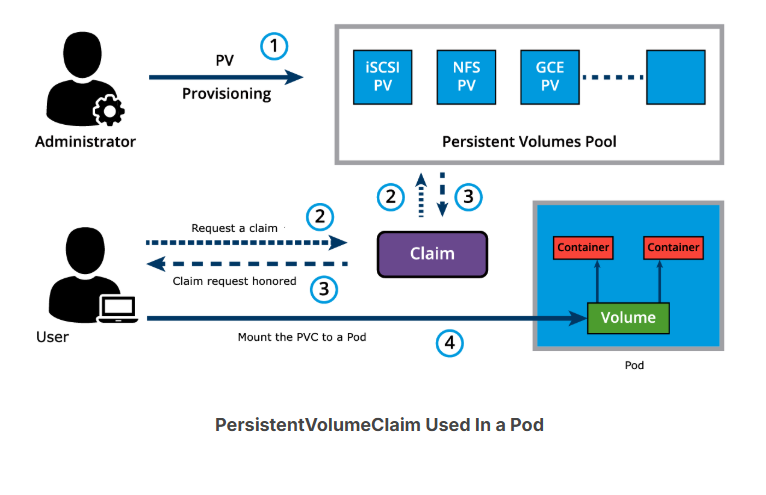 PV
1
Provisioning
Administrator
iSCSI
PV
NFS
PV
GCE
PV
Persistent Volumes Pool
2
3
Request a claim
2
Claim
Claim request honored
3
User
Mount the PVC to a Pod
4
Container
Container
Volume
Pod
PersistentVolumeClaim Used In a Pod